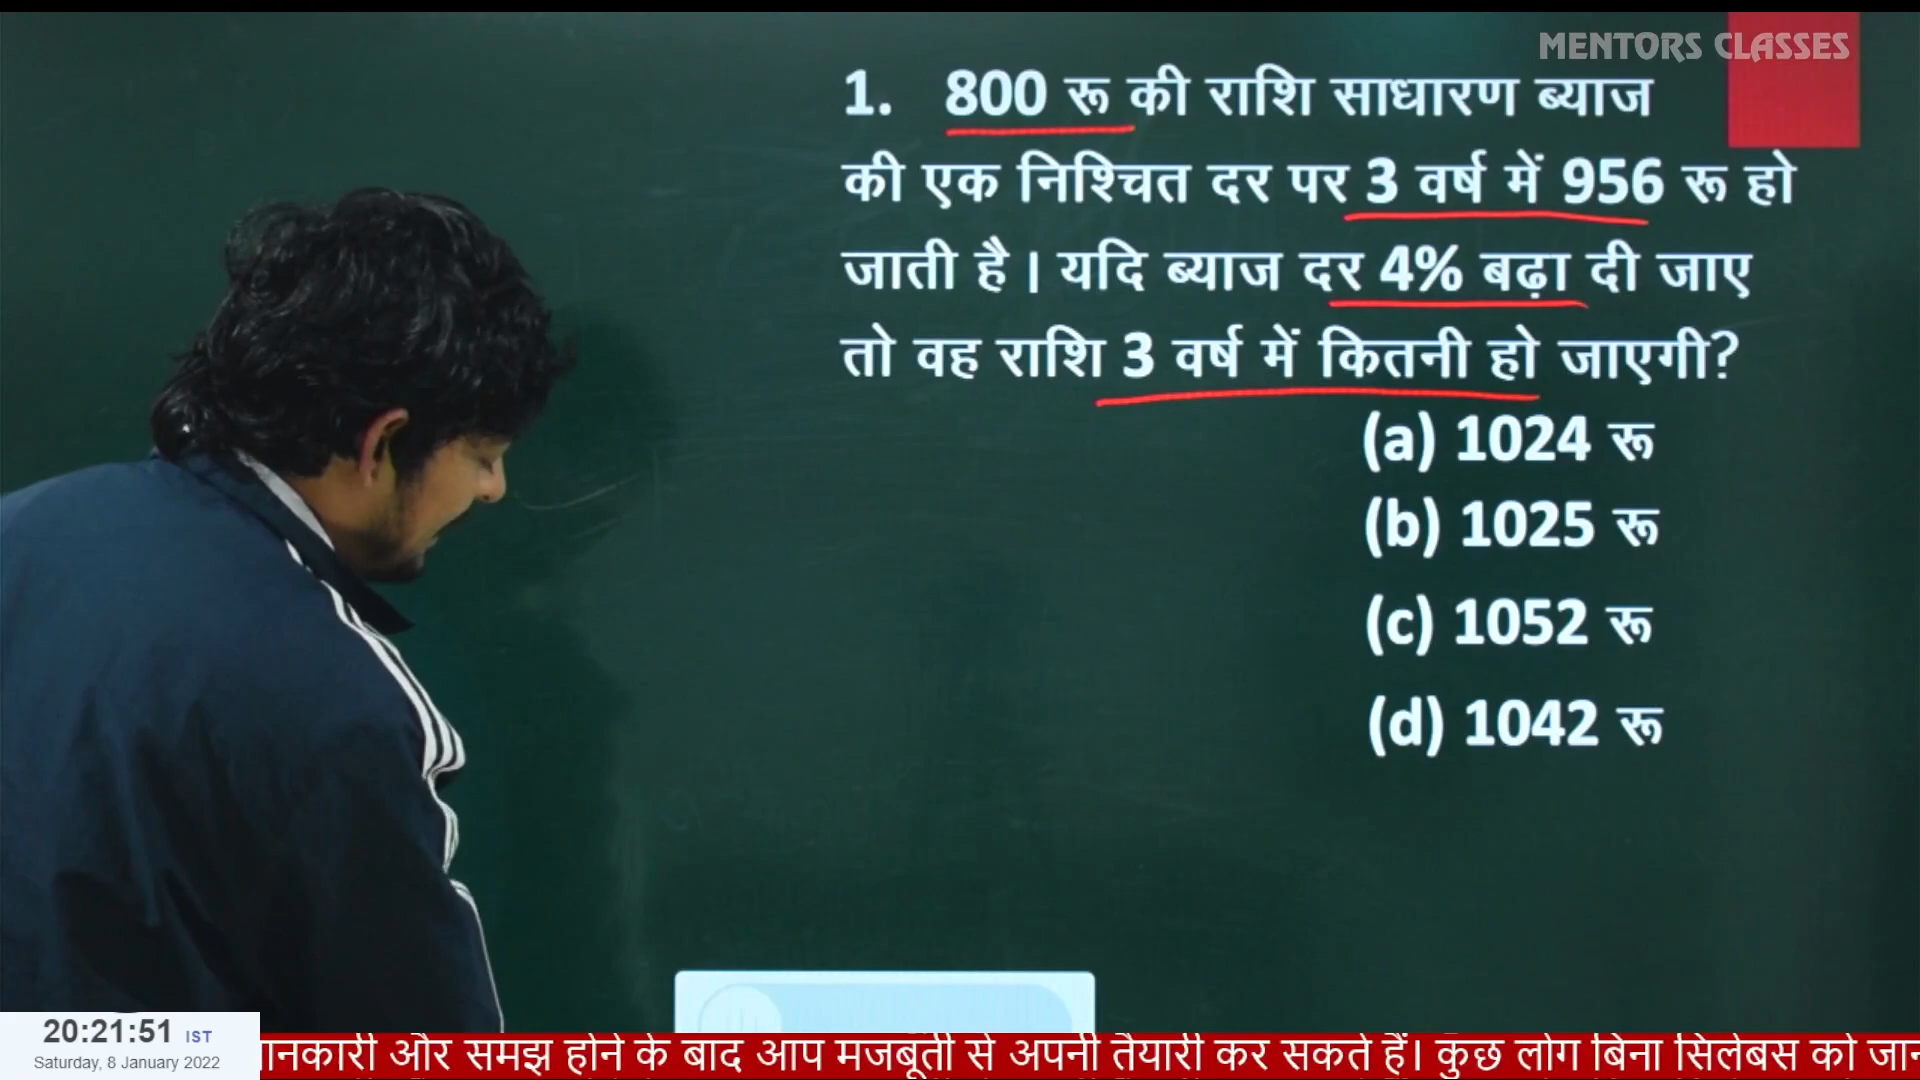 MENTORS CLASSES
1. 800 रू की राशि साधारण ब्याज
की एक निश्चित दर पर 3 वर्ष में 956 रू हो
जाती है। यदि ब्याज दर 4% बढ़ा दी जाए
तो वह राशि 3 वर्ष में कितनी हो जाएगी?
(a) 1024 रू
(b) 1025 रू
(c) 1052 रू
(d) 1042 रू
20:21:51 IST
Saturday, 8 January 2022
और समझ होने के बाद आप मजबूती से अपनी तैयारी कर सकते हैं। कुछ लोग बिना सिलेबस को